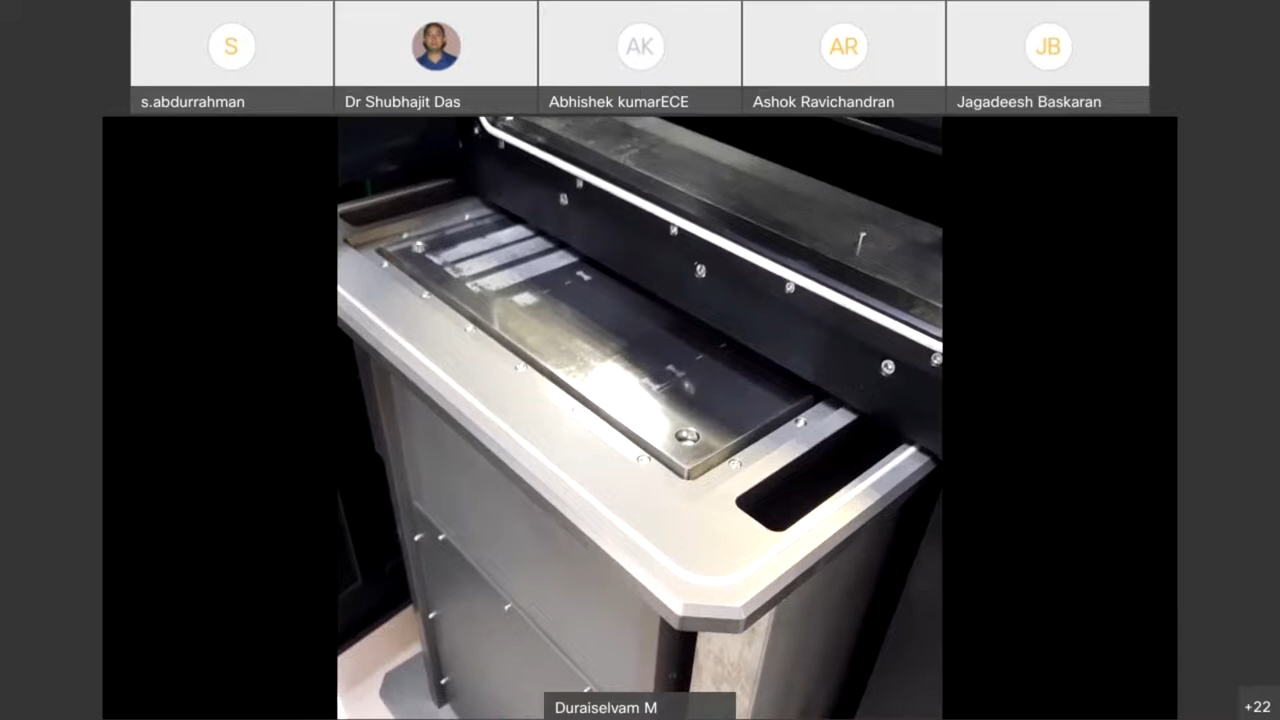 S
AK
AR
JB
s.abdurrahman
Dr Shubhajit Das
Abhishek kumarECE
Ashok Ravichandran
Jagadeesh Baskaran
Duraiselvam M
+22